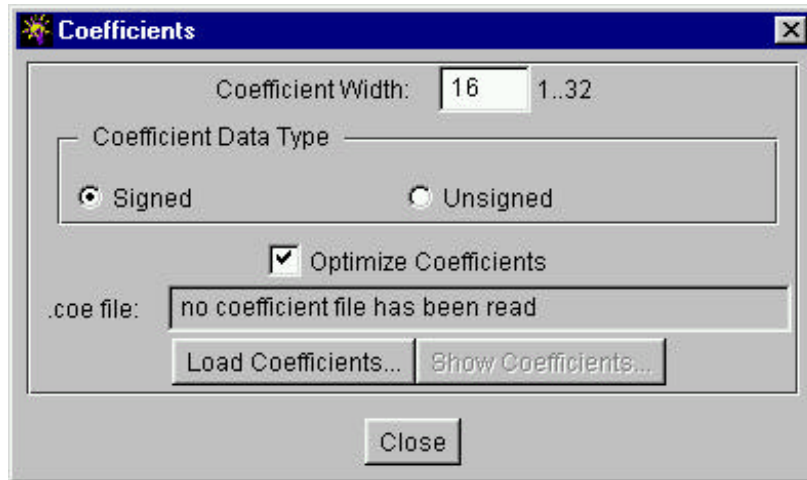 Coefficients
Coefficient Width: 16 1..32
Coefficient Data Type
Signed Unsigned
Optimize Coefficients
.coe file: no coefficient file has been read
Load Coefficients... Show Coefficients...
Close